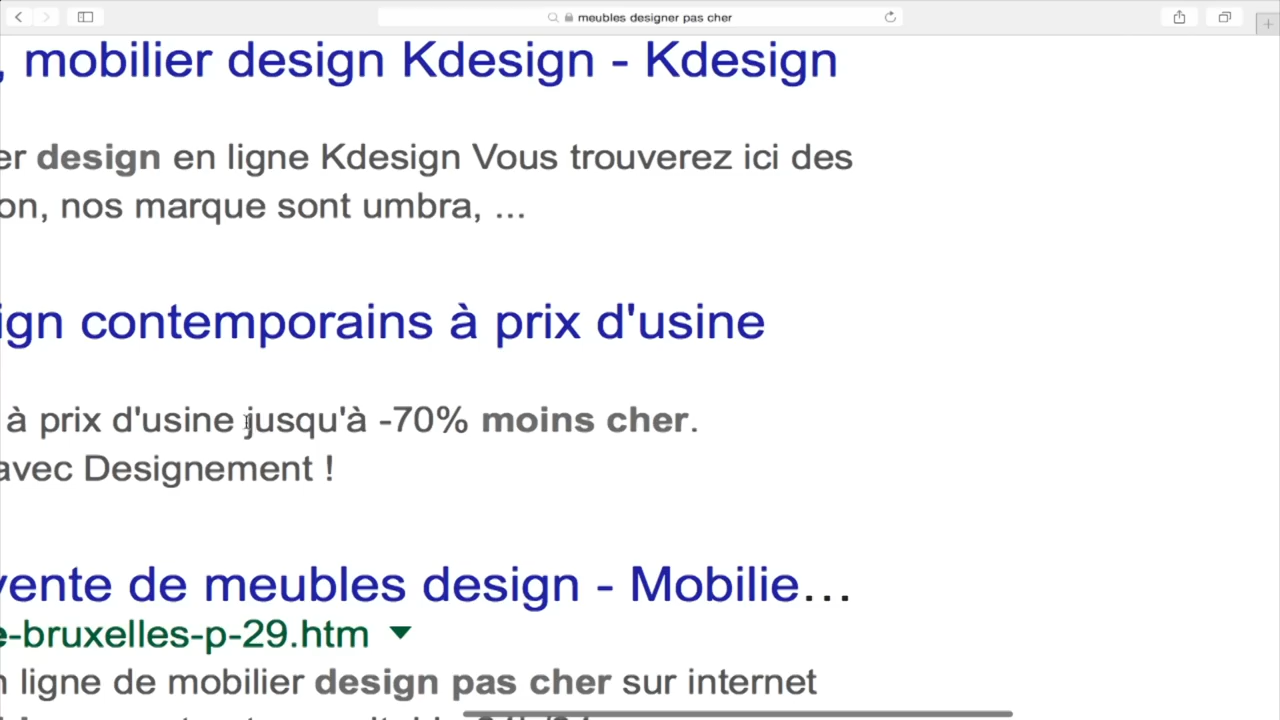 meubles designer pas cher
, mobilier design Kdesign - Kdesign
er design en ligne Kdesign Vous trouverez ici des
on, nos marque sont umbra, ...
ign contemporains à prix d'usine
à prix d'usine jusqu'à -70% moins cher.
avec Designement !
vente de meubles design - Mobilie...
e-bruxelles-p-29.htm
n ligne de mobilier design pas cher sur internet